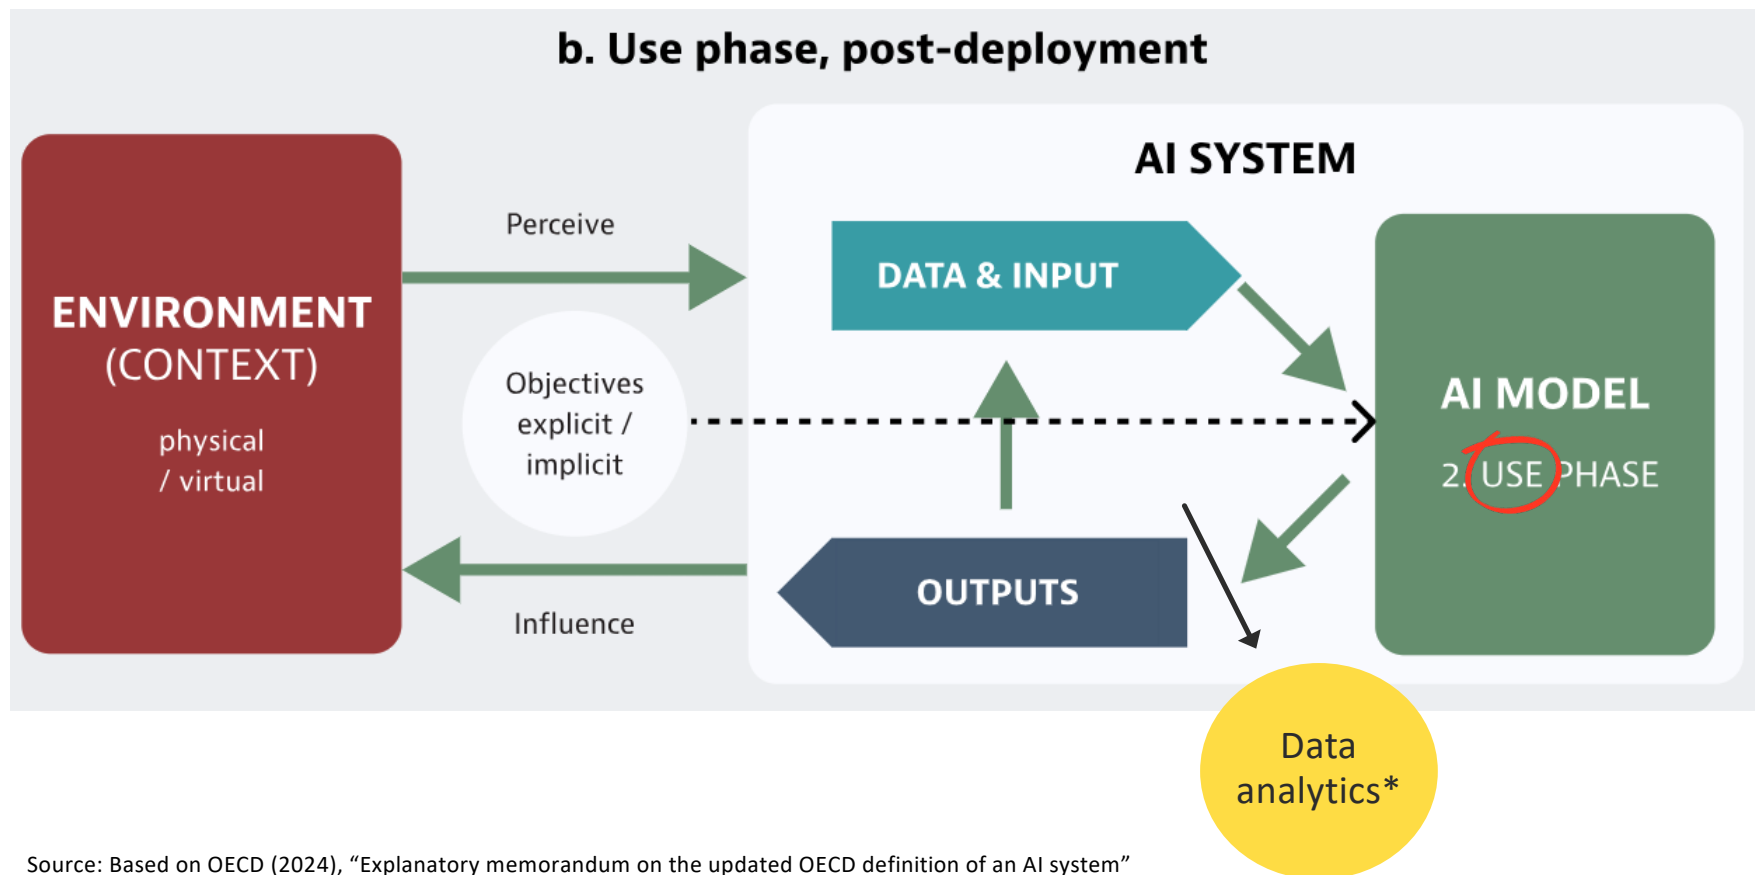 b. Use phase, post-deployment
AI SYSTEM
Perceive
DATA & INPUT
ENVIRONMENT
(CONTEXT)
physical
/ virtual
Objectives
explicit /
implicit
AI MODEL
2. USE PHASE
OUTPUTS
Influence
Data
analytics*
Source: Based on OECD (2024), “Explanatory memorandum on the updated OECD definition of an AI system”